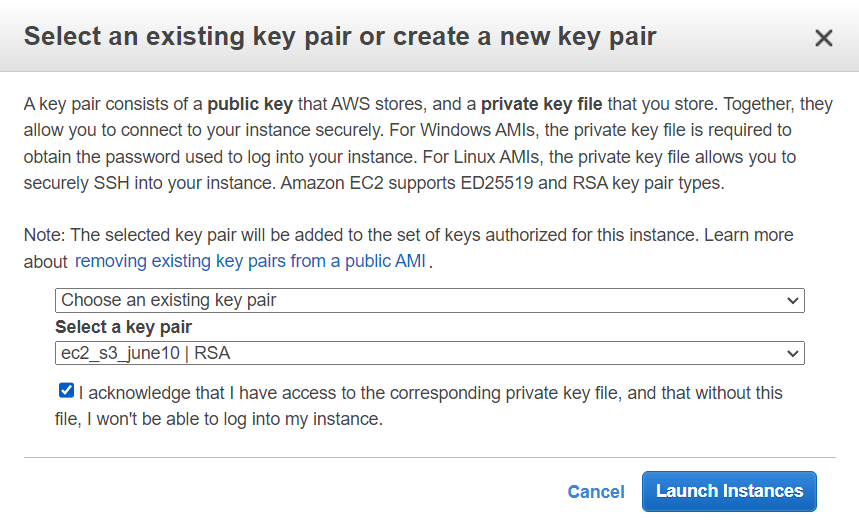 Select an existing key pair or create a new key pair
A key pair consists of a public key that AWS stores, and a private key file that you store. Together, they
allow you to connect to your instance securely. For Windows AMIs, the private key file is required to
obtain the password used to log into your instance. For Linux AMIs, the private key file allows you to
securely SSH into your instance. Amazon EC2 supports ED25519 and RSA key pair types.
Note: The selected key pair will be added to the set of keys authorized for this instance. Learn more
about removing existing key pairs from a public AMI .
Choose an existing key pair
Select a key pair
ec2_s3_june10 | RSA
I acknowledge that I have access to the corresponding private key file, and that without this
file, I won't be able to log into my instance.
Cancel Launch Instances